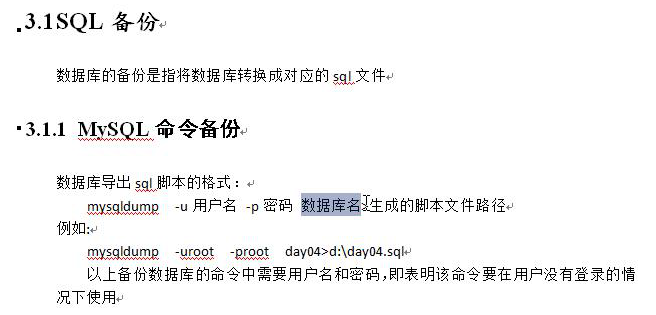 3.1SQL 备份
数据库的备份是指将数据库转换成对应的 sql 文件
3.1.1 MySQL 命令备份
数据库导出 sql 脚本的格式：
mysqldump -u 用户名 -p 密码 数据库名>生成的脚本文件路径
例如:
mysqldump -uroot -proot day04>d:\day04.sql
以上备份数据库的命令中需要用户名和密码,即表明该命令要在用户没有登录的情
况下使用